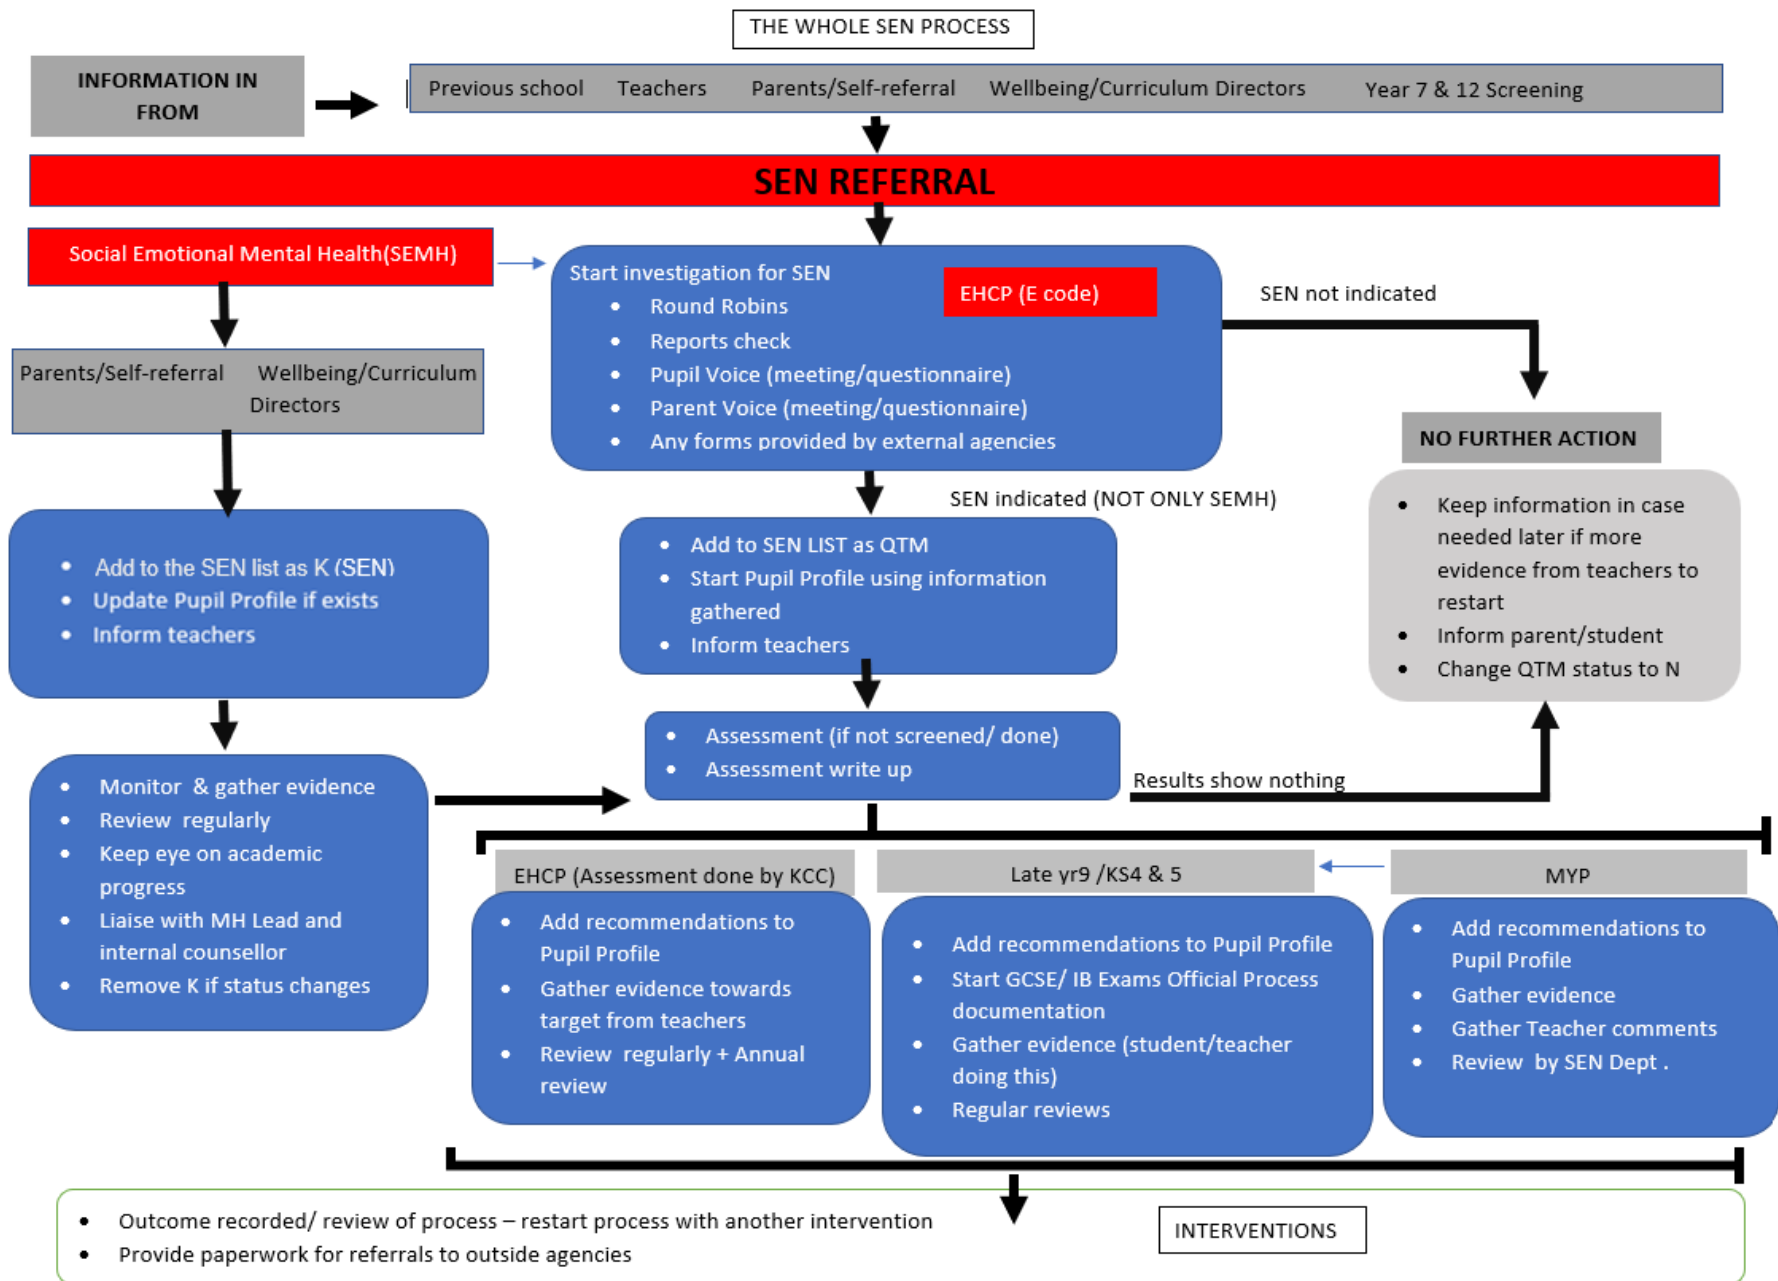 THE WHOLE SEN PROCESS
INFORMATION IN
FROM
Previous school Teachers Parents/Self-referral Wellbeing/Curriculum Directors Year 7 & 12 Screening
SEN REFERRAL
Social Emotional Mental Health(SEMH)
Parents/Self-referral Wellbeing/Curriculum
Directors
• Add to the SEN list as K (SEN)
• Update Pupil Profile if exists
• Inform teachers
• Monitor & gather evidence
• Review regularly
• Keep eye on academic
progress
• Liaise with MH Lead and
internal counsellor
• Remove K if status changes
Start investigation for SEN
• Round Robins
• Reports check
• Pupil Voice (meeting/questionnaire)
• Parent Voice (meeting/questionnaire)
• Any forms provided by external agencies
EHCP (E code)
SEN not indicated
NO FURTHER ACTION
• Keep information in case
needed later if more
evidence from teachers to
restart
• Inform parent/student
• Change QTM status to N
SEN indicated (NOT ONLY SEMH)
• Add to SEN LIST as QTM
• Start Pupil Profile using information
gathered
• Inform teachers
• Assessment (if not screened/ done)
• Assessment write up
Results show nothing
EHCP (Assessment done by KCC)
• Add recommendations to
Pupil Profile
• Gather evidence towards
target from teachers
• Review regularly + Annual
review
Late yr9 /KS4 & 5
• Add recommendations to Pupil Profile
• Start GCSE/ IB Exams Official Process
documentation
• Gather evidence (student/teacher
doing this)
• Regular reviews
MYP
• Add recommendations to
Pupil Profile
• Gather evidence
• Gather Teacher comments
• Review by SEN Dept .
• Outcome recorded/ review of process – restart process with another intervention
• Provide paperwork for referrals to outside agencies
INTERVENTIONS